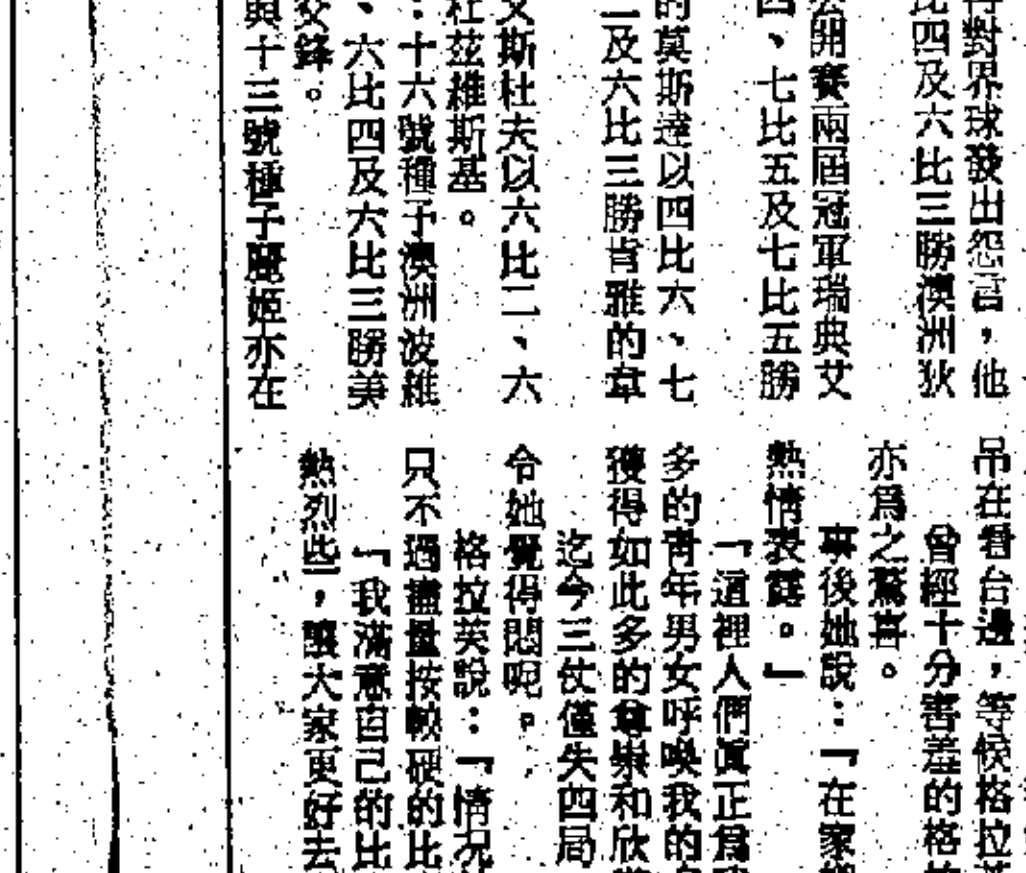 對界球發出怨言，他
比四及六比三勝澳洲狄
公開賽兩屆冠軍瑞典艾
四、七比五及七比五勝
的莫斯達以四比六、七
二及六比三勝肯雅的韋
艾斯杜夫以六比二、六
杜茲維斯基。
：十六號種子澳洲波維
、六比四及六比三勝美
交鋒。
與十三號種子龐姬亦在
吊在看台邊，等候格拉英
曾經十分害羞的格拉
亦爲之驚喜。
事後她說：「在家鄉
熱情表露。」
「這裡人們眞正爲
多的青年男女呼喚我的名
獲得如此多的尊崇和欣
迄今三仗僅失四局
令她覺得悶呢。
格拉英說：「情況
只不過儘量按較硬的比
「我滿意自己的比
熱烈些，讓大家更好去